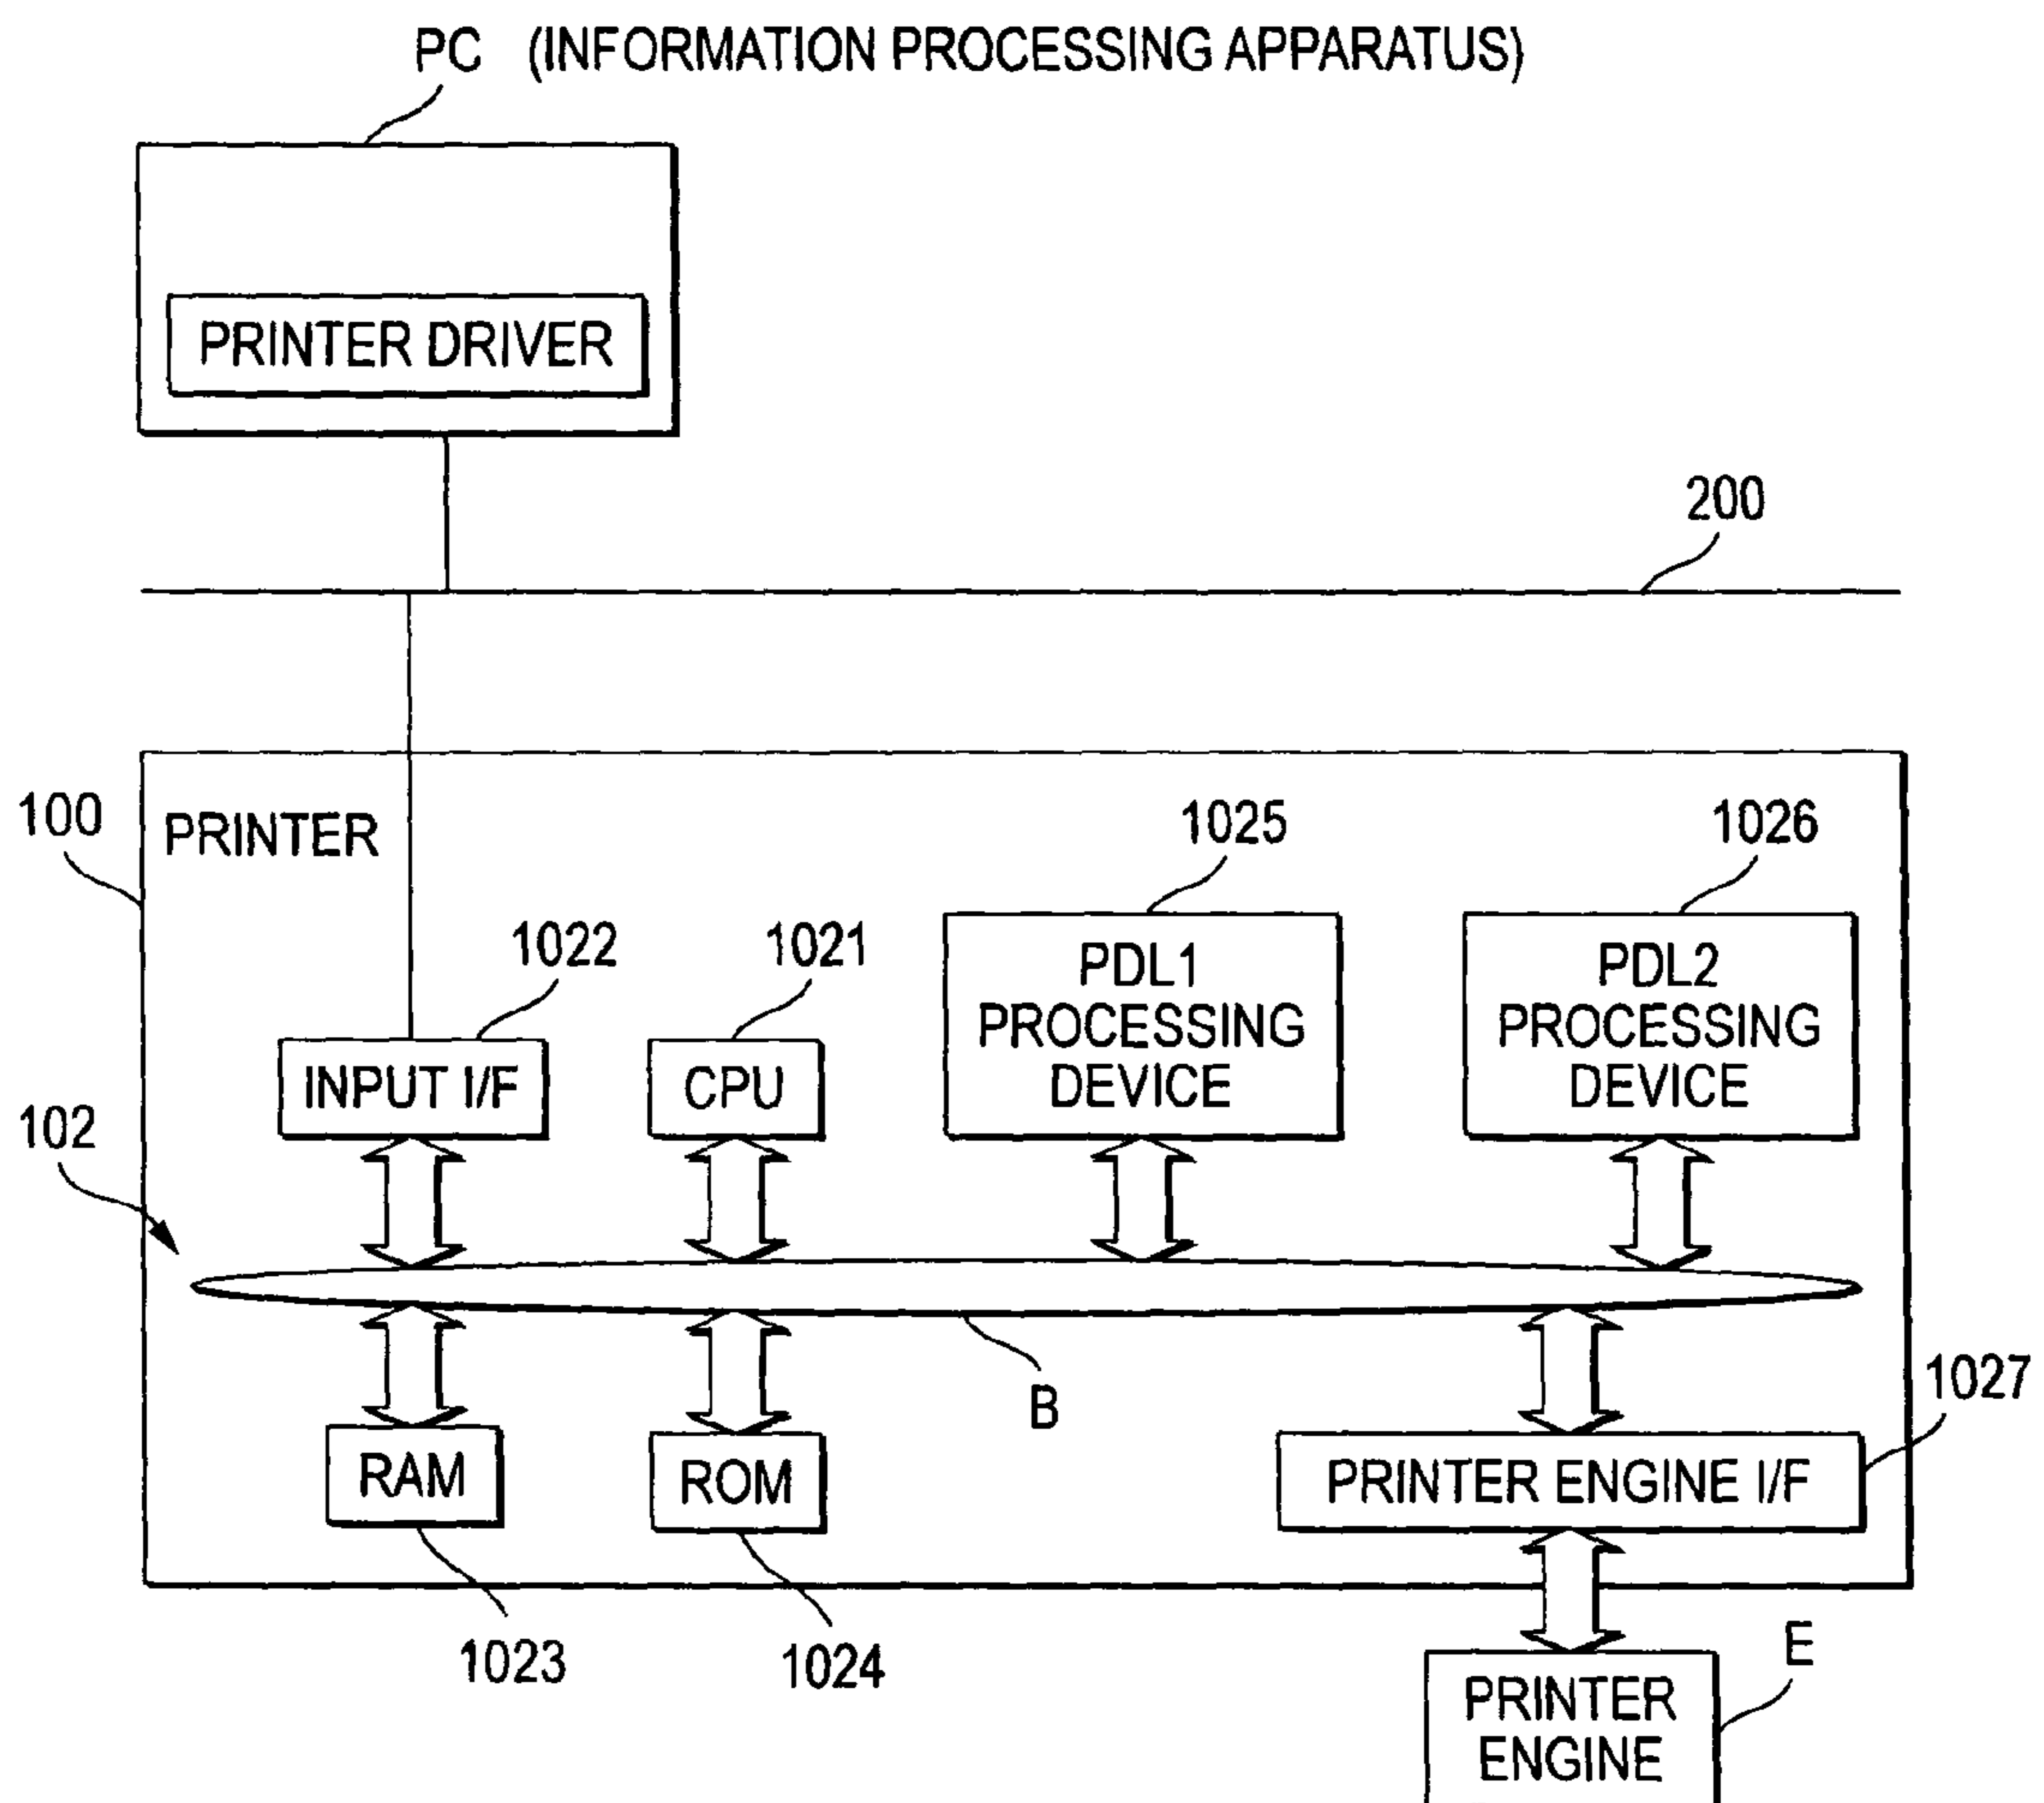 PC (INFORMATION PROCESSING APPARATUS)
PRINTER DRIVER
200
100
PRINTER
1025
1026
1022
1021
PDL1
PROCESSING
DEVICE
PDL2
PROCESSING
DEVICE
INPUT I/F
CPU
102
B
1027
RAM
ROM
PRINTER ENGINE I/F
1023
1024
E
PRINTER
ENGINE